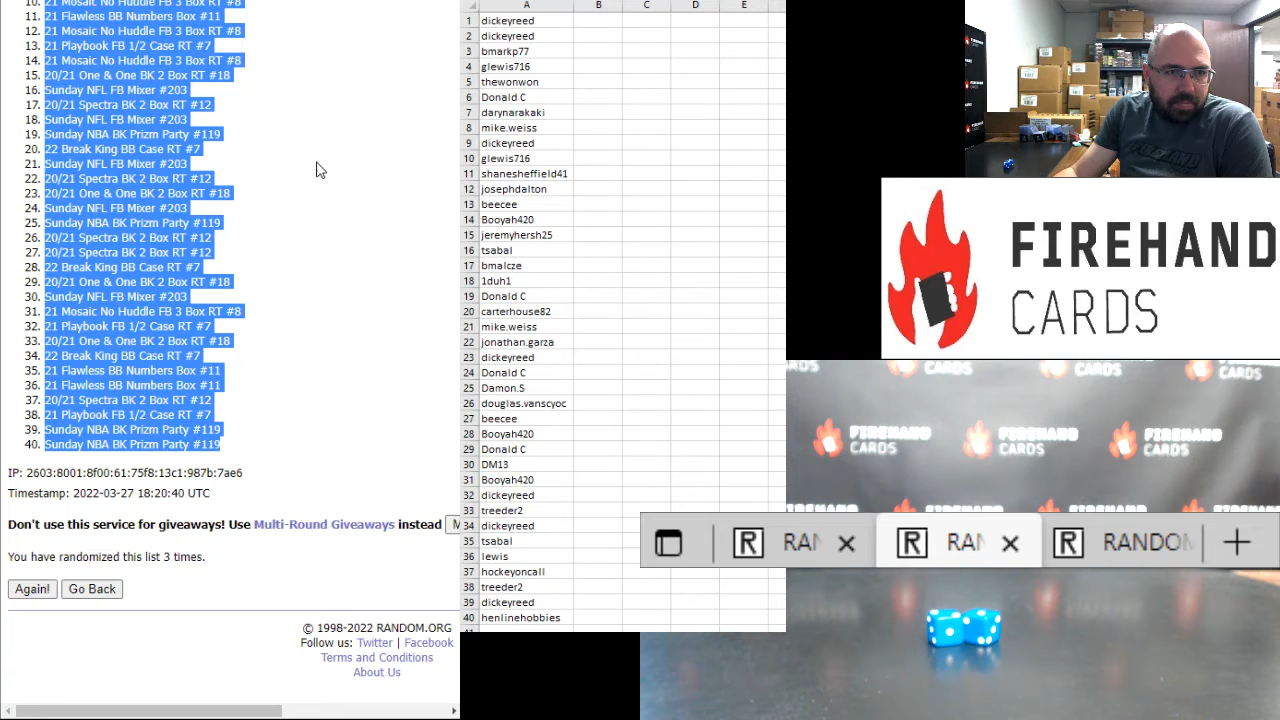 10. 21 Mosaic No Huddle FB 3 Box RT #8
11. 21 Flawless BB Numbers Box #11
12. 21 Mosaic No Huddle FB 3 Box RT #8
13. 21 Playbook FB 1/2 Case RT #7
14. 21 Mosaic No Huddle FB 3 Box RT #8
15. 20/21 One & One BK 2 Box RT #18
16. Sunday NFL FB Mixer #203
17. 20/21 Spectra BK 2 Box RT #12
18. Sunday NFL FB Mixer #203
19. Sunday NBA BK Prizm Party #119
20. 22 Break King BB Case RT #7
21. Sunday NFL FB Mixer #203
22. 20/21 Spectra BK 2 Box RT #12
23. 20/21 One & One BK 2 Box RT #18
24. Sunday NFL FB Mixer #203
25. Sunday NBA BK Prizm Party #119
26. 20/21 Spectra BK 2 Box RT #12
27. 20/21 Spectra BK 2 Box RT #12
28. 22 Break King BB Case RT #7
29. 20/21 One & One BK 2 Box RT #18
30. Sunday NFL FB Mixer #203
31. 21 Mosaic No Huddle FB 3 Box RT #8
32. 21 Playbook FB 1/2 Case RT #7
33. 20/21 One & One BK 2 Box RT #18
34. 22 Break King BB Case RT #7
35. 21 Flawless BB Numbers Box #11
36. 21 Flawless BB Numbers Box #11
37. 20/21 Spectra BK 2 Box RT #12
38. 21 Playbook FB 1/2 Case RT #7
39. Sunday NBA BK Prizm Party #119
40. Sunday NBA BK Prizm Party #119
IP: 2603:8001:8f00:61:75f8:13c1:987b:7ae6
Timestamp: 2022-03-27 18:20:40 UTC
Don't use this service for giveaways! Use Multi-Round Giveaways instead M
You have randomized this list 3 times.
Again! Go Back
© 1998-2022 RANDOM.ORG
Follow us: Twitter | Facebook
Terms and Conditions
About Us
A B C D E
1 dickeyreed
2 dickeyreed
3 bmarkp77
4 glewis716
5 thewonwon
6 Donald C
7 darynarakaki
8 mike.weiss
9 dickeyreed
10 glewis716
11 shanesheffield41
12 josephdalton
13 beecee
14 Booyah420
15 jeremyhersh25
16 tsabal
17 bmalcze
18 1duh1
19 Donald C
20 carterhouse82
21 mike.weiss
22 jonathan.garza
23 dickeyreed
24 Donald C
25 Damon.S
26 douglas.vanscyoc
27 beecee
28 Booyah420
29 Donald C
30 DM13
31 Booyah420
32 dickeyreed
33 treeder2
34 dickeyreed
35 tsabal
36 lewis
37 hockeyoncall
38 treeder2
39 dickeyreed
40 henlinehobbies
FIREHAND
CARDS
CARDS CARDS CARDS
FIREHAND
CARDS
FIREHAND
CARDS
FIREHAND
CARDS
FIREHAND FIREHAND
R RAN R RAN R RANDOM